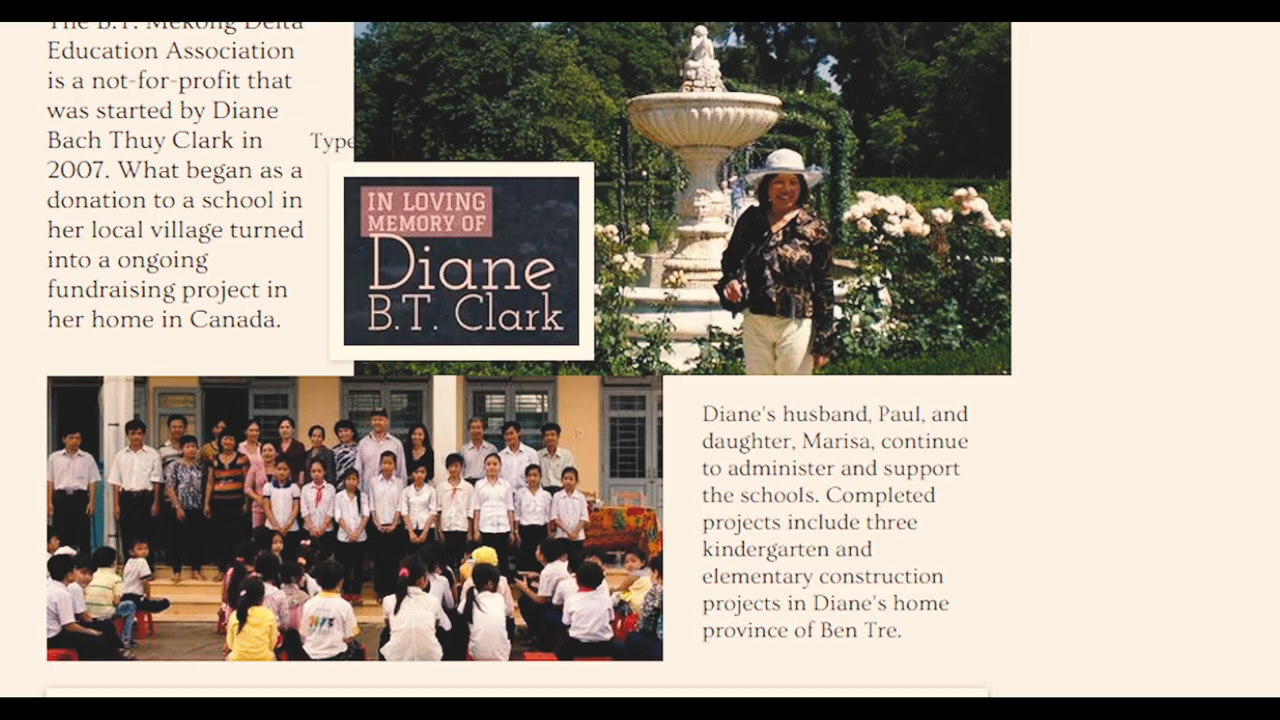 The B.T. Mekong Delta
Education Association
is a not-for-profit that
was started by Diane
Bach Thuy Clark in
2007. What began as a
donation to a school in
her local village turned
into a ongoing
fundraising project in
her home in Canada.
Type
IN LOVING
MEMORY OF
Diane
B.T. Clark
Diane's husband, Paul, and
daughter, Marisa, continue
to administer and support
the schools. Completed
projects include three
kindergarten and
elementary construction
projects in Diane's home
province of Ben Tre.